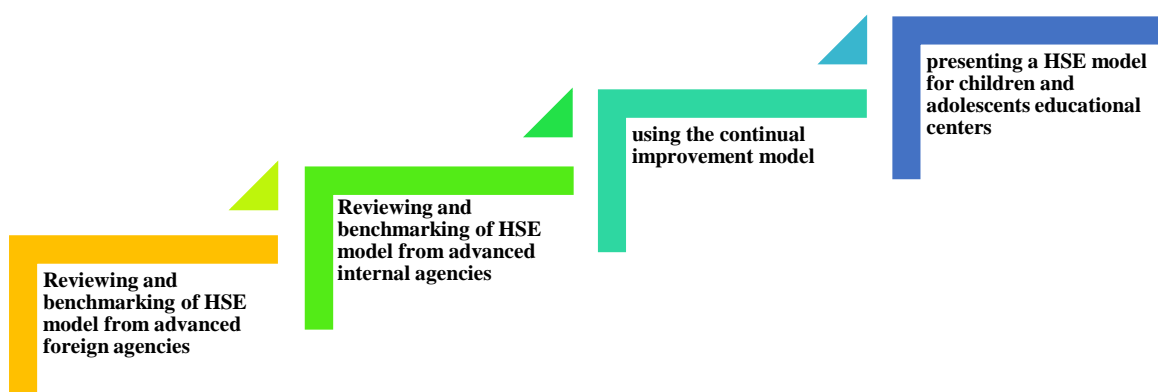 Reviewing and
benchmarking of HSE
model from advanced
foreign agencies
Reviewing and
benchmarking of HSE
model from advanced
internal agencies
using the continual
improvement model
presenting a HSE model
for children and
adolescents educational
centers